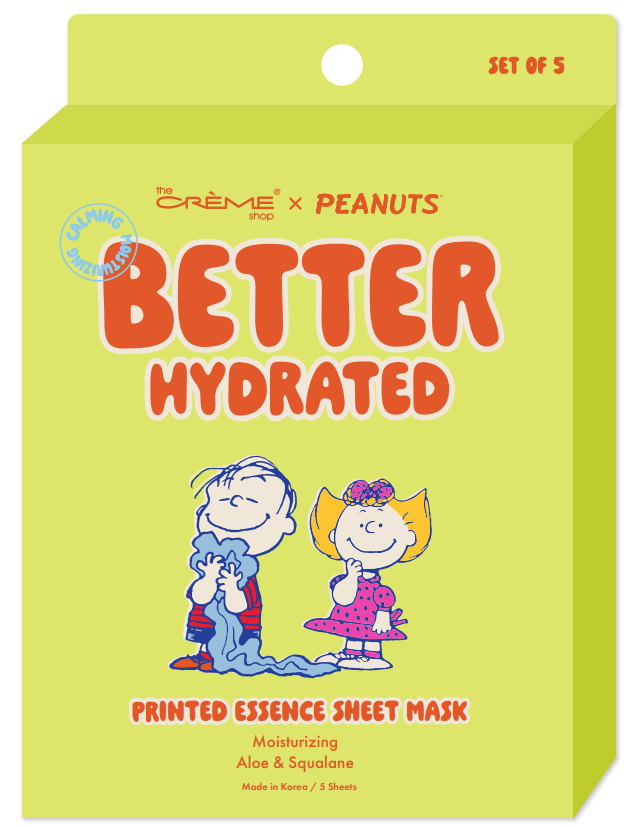 SET OF 5
the CRÈME® shop × PEANUTS
CALMING MOISTURIZING
BETTER
HYDRATED
PRINTED ESSENCE SHEET MASK
Moisturizing
Aloe & Squalane
Made in Korea / 5 Sheets